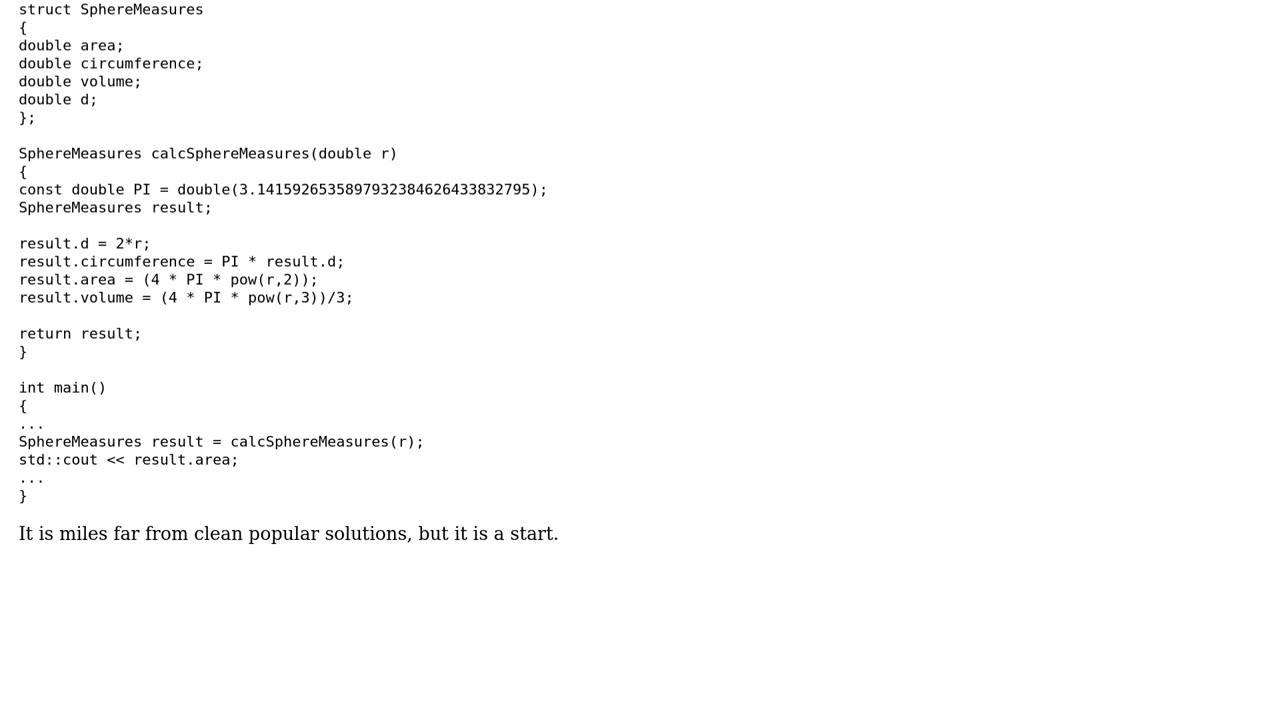 struct SphereMeasures
{
double area;
double circumference;
double volume;
double d;
};

SphereMeasures calcSphereMeasures(double r)
{
const double PI = double(3.1415926535897932384626433832795);
SphereMeasures result;

result.d = 2*r;
result.circumference = PI * result.d;
result.area = (4 * PI * pow(r,2));
result.volume = (4 * PI * pow(r,3))/3;

return result;
}

int main()
{
...
SphereMeasures result = calcSphereMeasures(r);
std::cout << result.area;
...
}
It is miles far from clean popular solutions, but it is a start.